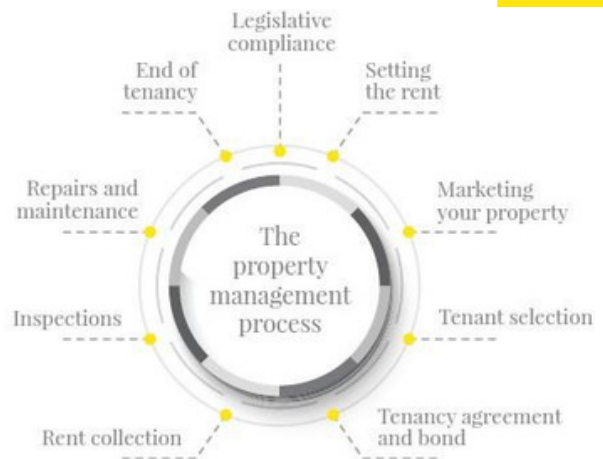 Legislative
compliance
Setting
the rent
Marketing
your property
Tenant selection
Tenancy agreement
and bond
Rent collection
Inspections
Repairs and
maintenance
End of
tenancy
The
property
management
process